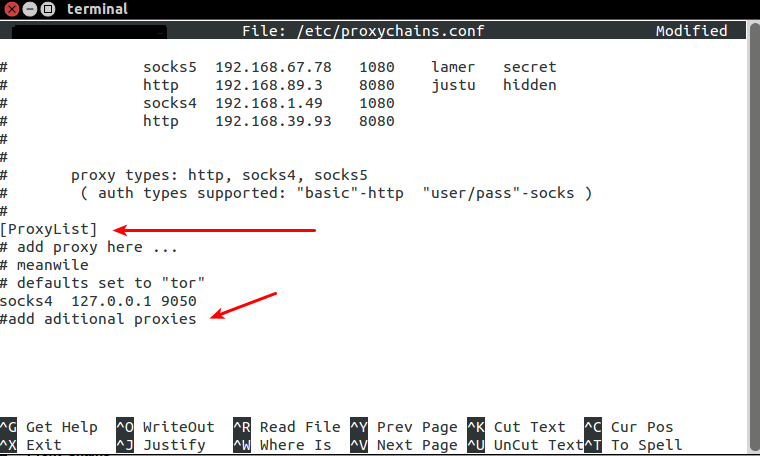 terminal
File: /etc/proxychains.conf Modified
# socks5 192.168.67.78 1080 lamer secret
# http 192.168.89.3 8080 justu hidden
# socks4 192.168.1.49 1080
# http 192.168.39.93 8080
#
#
# proxy types: http, socks4, socks5
# ( auth types supported: "basic"-http "user/pass"-socks )
#
[ProxyList]
# add proxy here ...
# meanwile
# defaults set to "tor"
socks4 127.0.0.1 9050
#add aditional proxies
^G Get Help ^O WriteOut ^R Read File ^Y Prev Page ^K Cut Text ^C Cur Pos
^X Exit ^J Justify ^W Where Is ^V Next Page ^U UnCut Text ^T To Spell